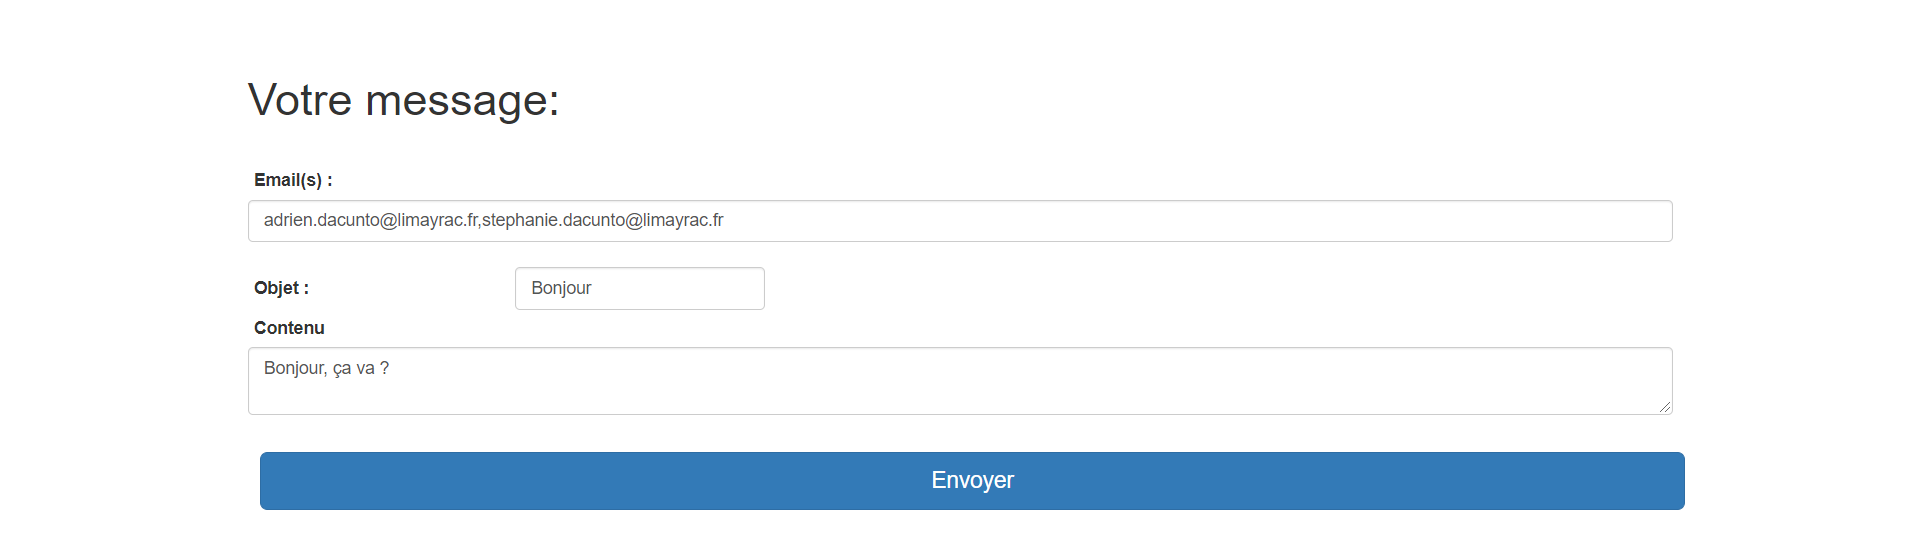 Votre message:
Email(s) :
adrien.dacunto@limayrac.fr,stephanie.dacunto@limayrac.fr
Objet :
Bonjour
Contenu
Bonjour, ça va ?
Envoyer